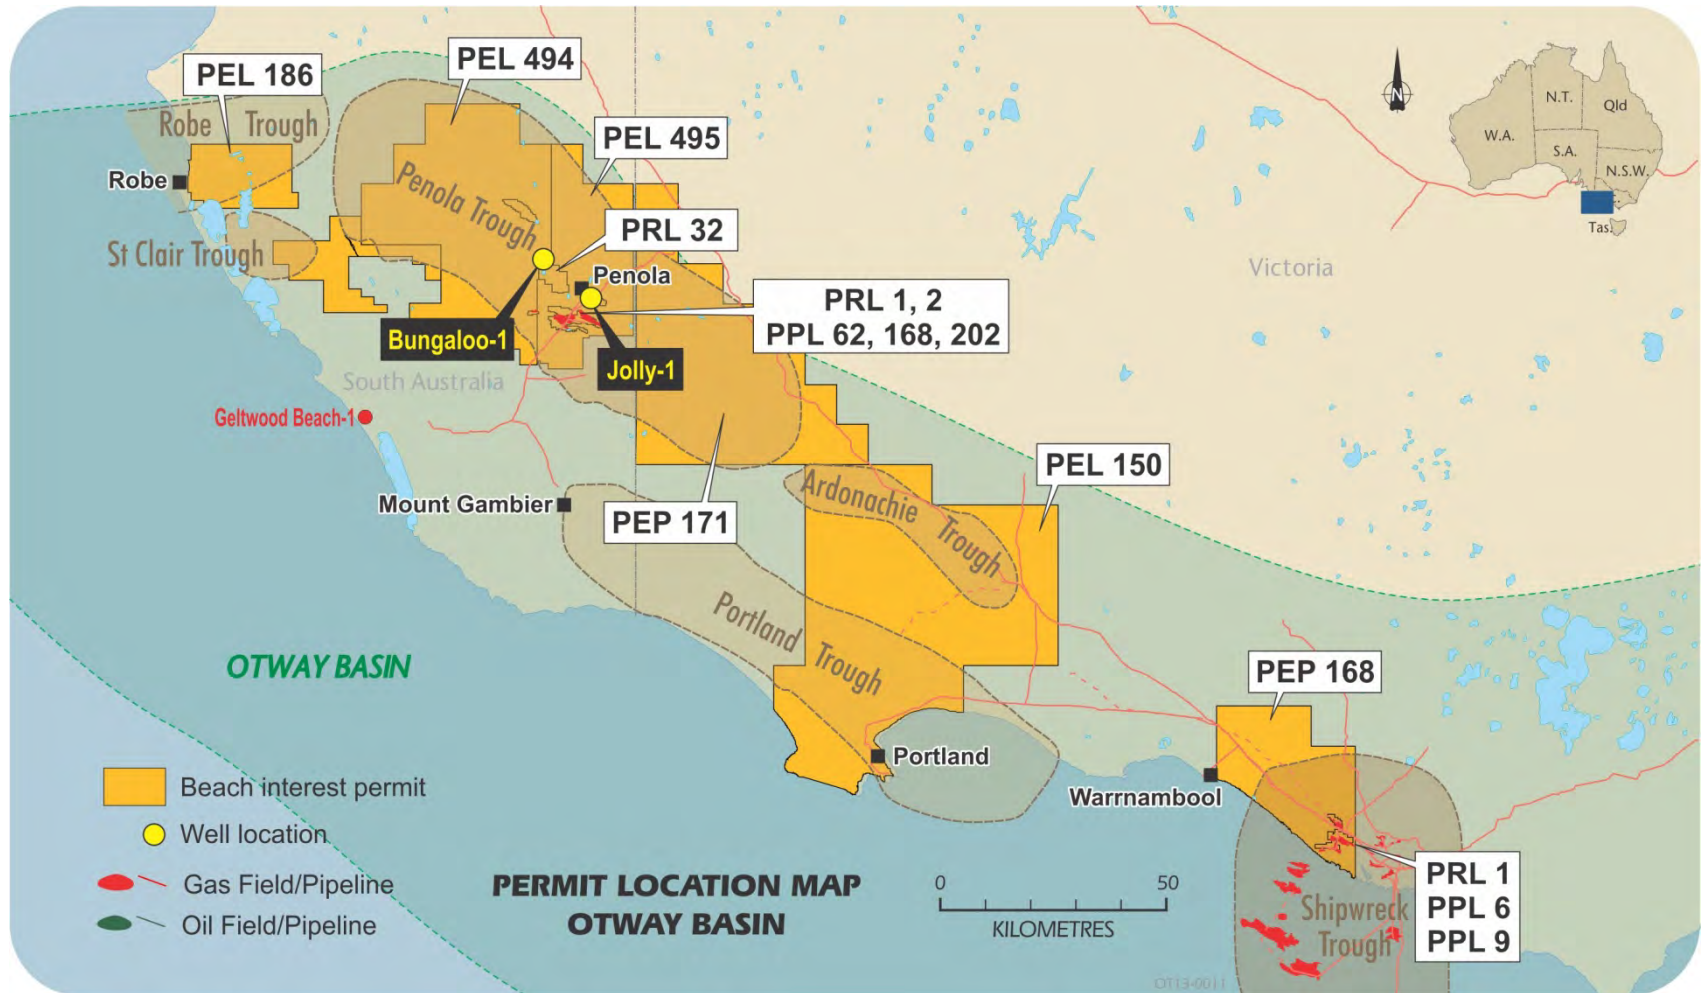 PEL 186
PEL 494
PEL 495
Robe Trough
Robe
Penola Trough
PRL 32
St Clair Trough
Penola
PRL 1, 2
PPL 62, 168, 202
Bungaloo-1
Jolly-1
South Australia
Geltwood Beach-1
Victoria
N
W.A.
N.T.
Qld
S.A.
N.S.W.
Tas.
Mount Gambier
PEP 171
PEL 150
Ardonachie Trough
Portland Trough
OTWAY BASIN
PEP 168
Portland
Warrnambool
Beach interest permit
Well location
Gas Field/Pipeline
Oil Field/Pipeline
PERMIT LOCATION MAP
OTWAY BASIN
0 50
KILOMETRES
Shipwreck
Trough
PRL 1
PPL 6
PPL 9
OT13-0011